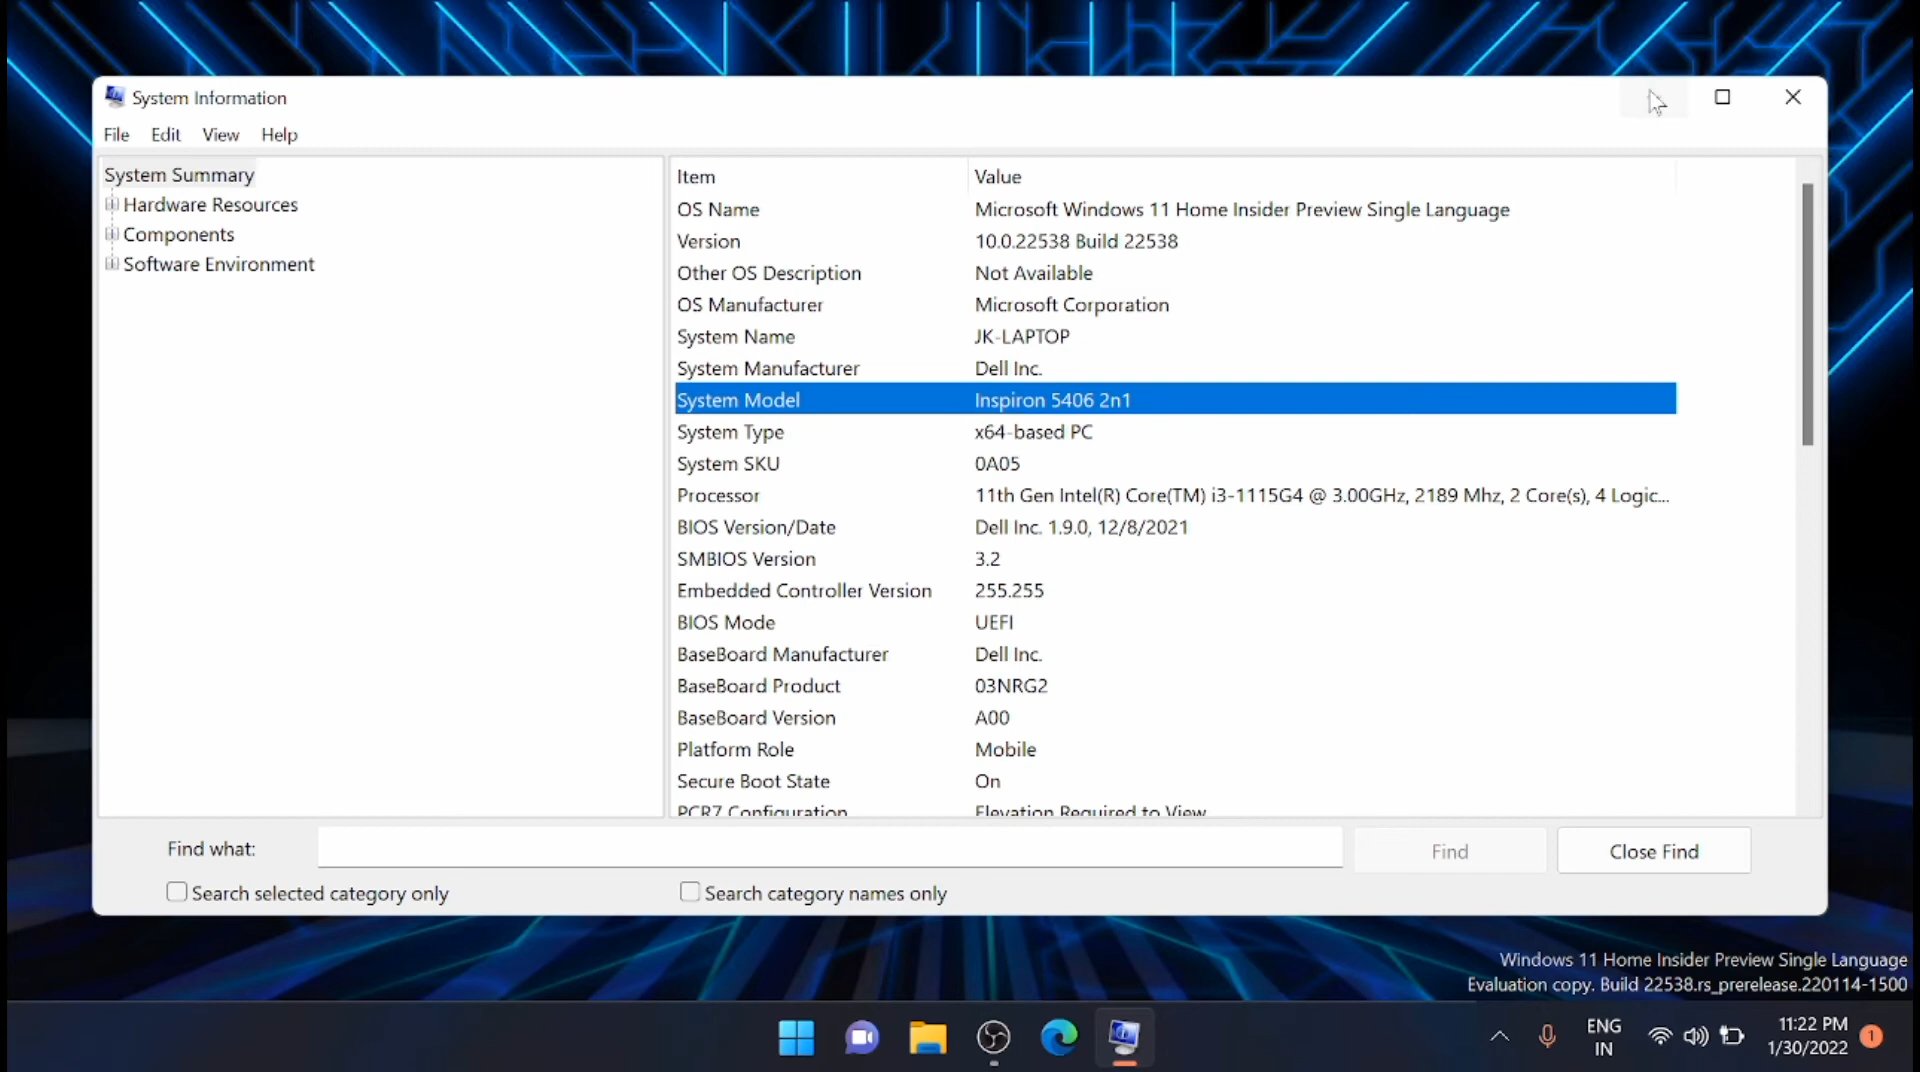 System Information
File Edit View Help
System Summary
Hardware Resources
Components
Software Environment
Item Value
OS Name Microsoft Windows 11 Home Insider Preview Single Language
Version 10.0.22538 Build 22538
Other OS Description Not Available
OS Manufacturer Microsoft Corporation
System Name JK-LAPTOP
System Manufacturer Dell Inc.
System Model Inspiron 5406 2n1
System Type x64-based PC
System SKU 0A05
Processor 11th Gen Intel(R) Core(TM) i3-1115G4 @ 3.00GHz, 2189 Mhz, 2 Core(s), 4 Logic...
BIOS Version/Date Dell Inc. 1.9.0, 12/8/2021
SMBIOS Version 3.2
Embedded Controller Version 255.255
BIOS Mode UEFI
BaseBoard Manufacturer Dell Inc.
BaseBoard Product 03NRG2
BaseBoard Version A00
Platform Role Mobile
Secure Boot State On
PCR7 Configuration Elevation Required to View
Find what: Find Close Find
Search selected category only Search category names only
Windows 11 Home Insider Preview Single Language
Evaluation copy. Build 22538.rs_prerelease.220114-1500
ENG 11:22 PM 1
IN 1/30/2022